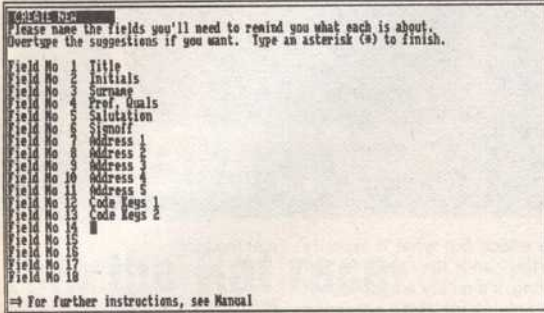 CREATE NEW
Please name the fields you'll need to remind you what each is about.
Overtype the suggestions if you want. Type an asterisk (*) to finish.
Field No 1 Title
Field No 2 Initials
Field No 3 Surname
Field No 4 Prof. Quals
Field No 5 Salutation
Field No 6 Signoff
Field No 7 Address 1
Field No 8 Address 2
Field No 9 Address 3
Field No 10 Address 4
Field No 11 Address 5
Field No 12 Code Keys 1
Field No 13 Code Keys 2
Field No 14
Field No 15
Field No 16
Field No 17
Field No 18
⇒ For further instructions, see Manual